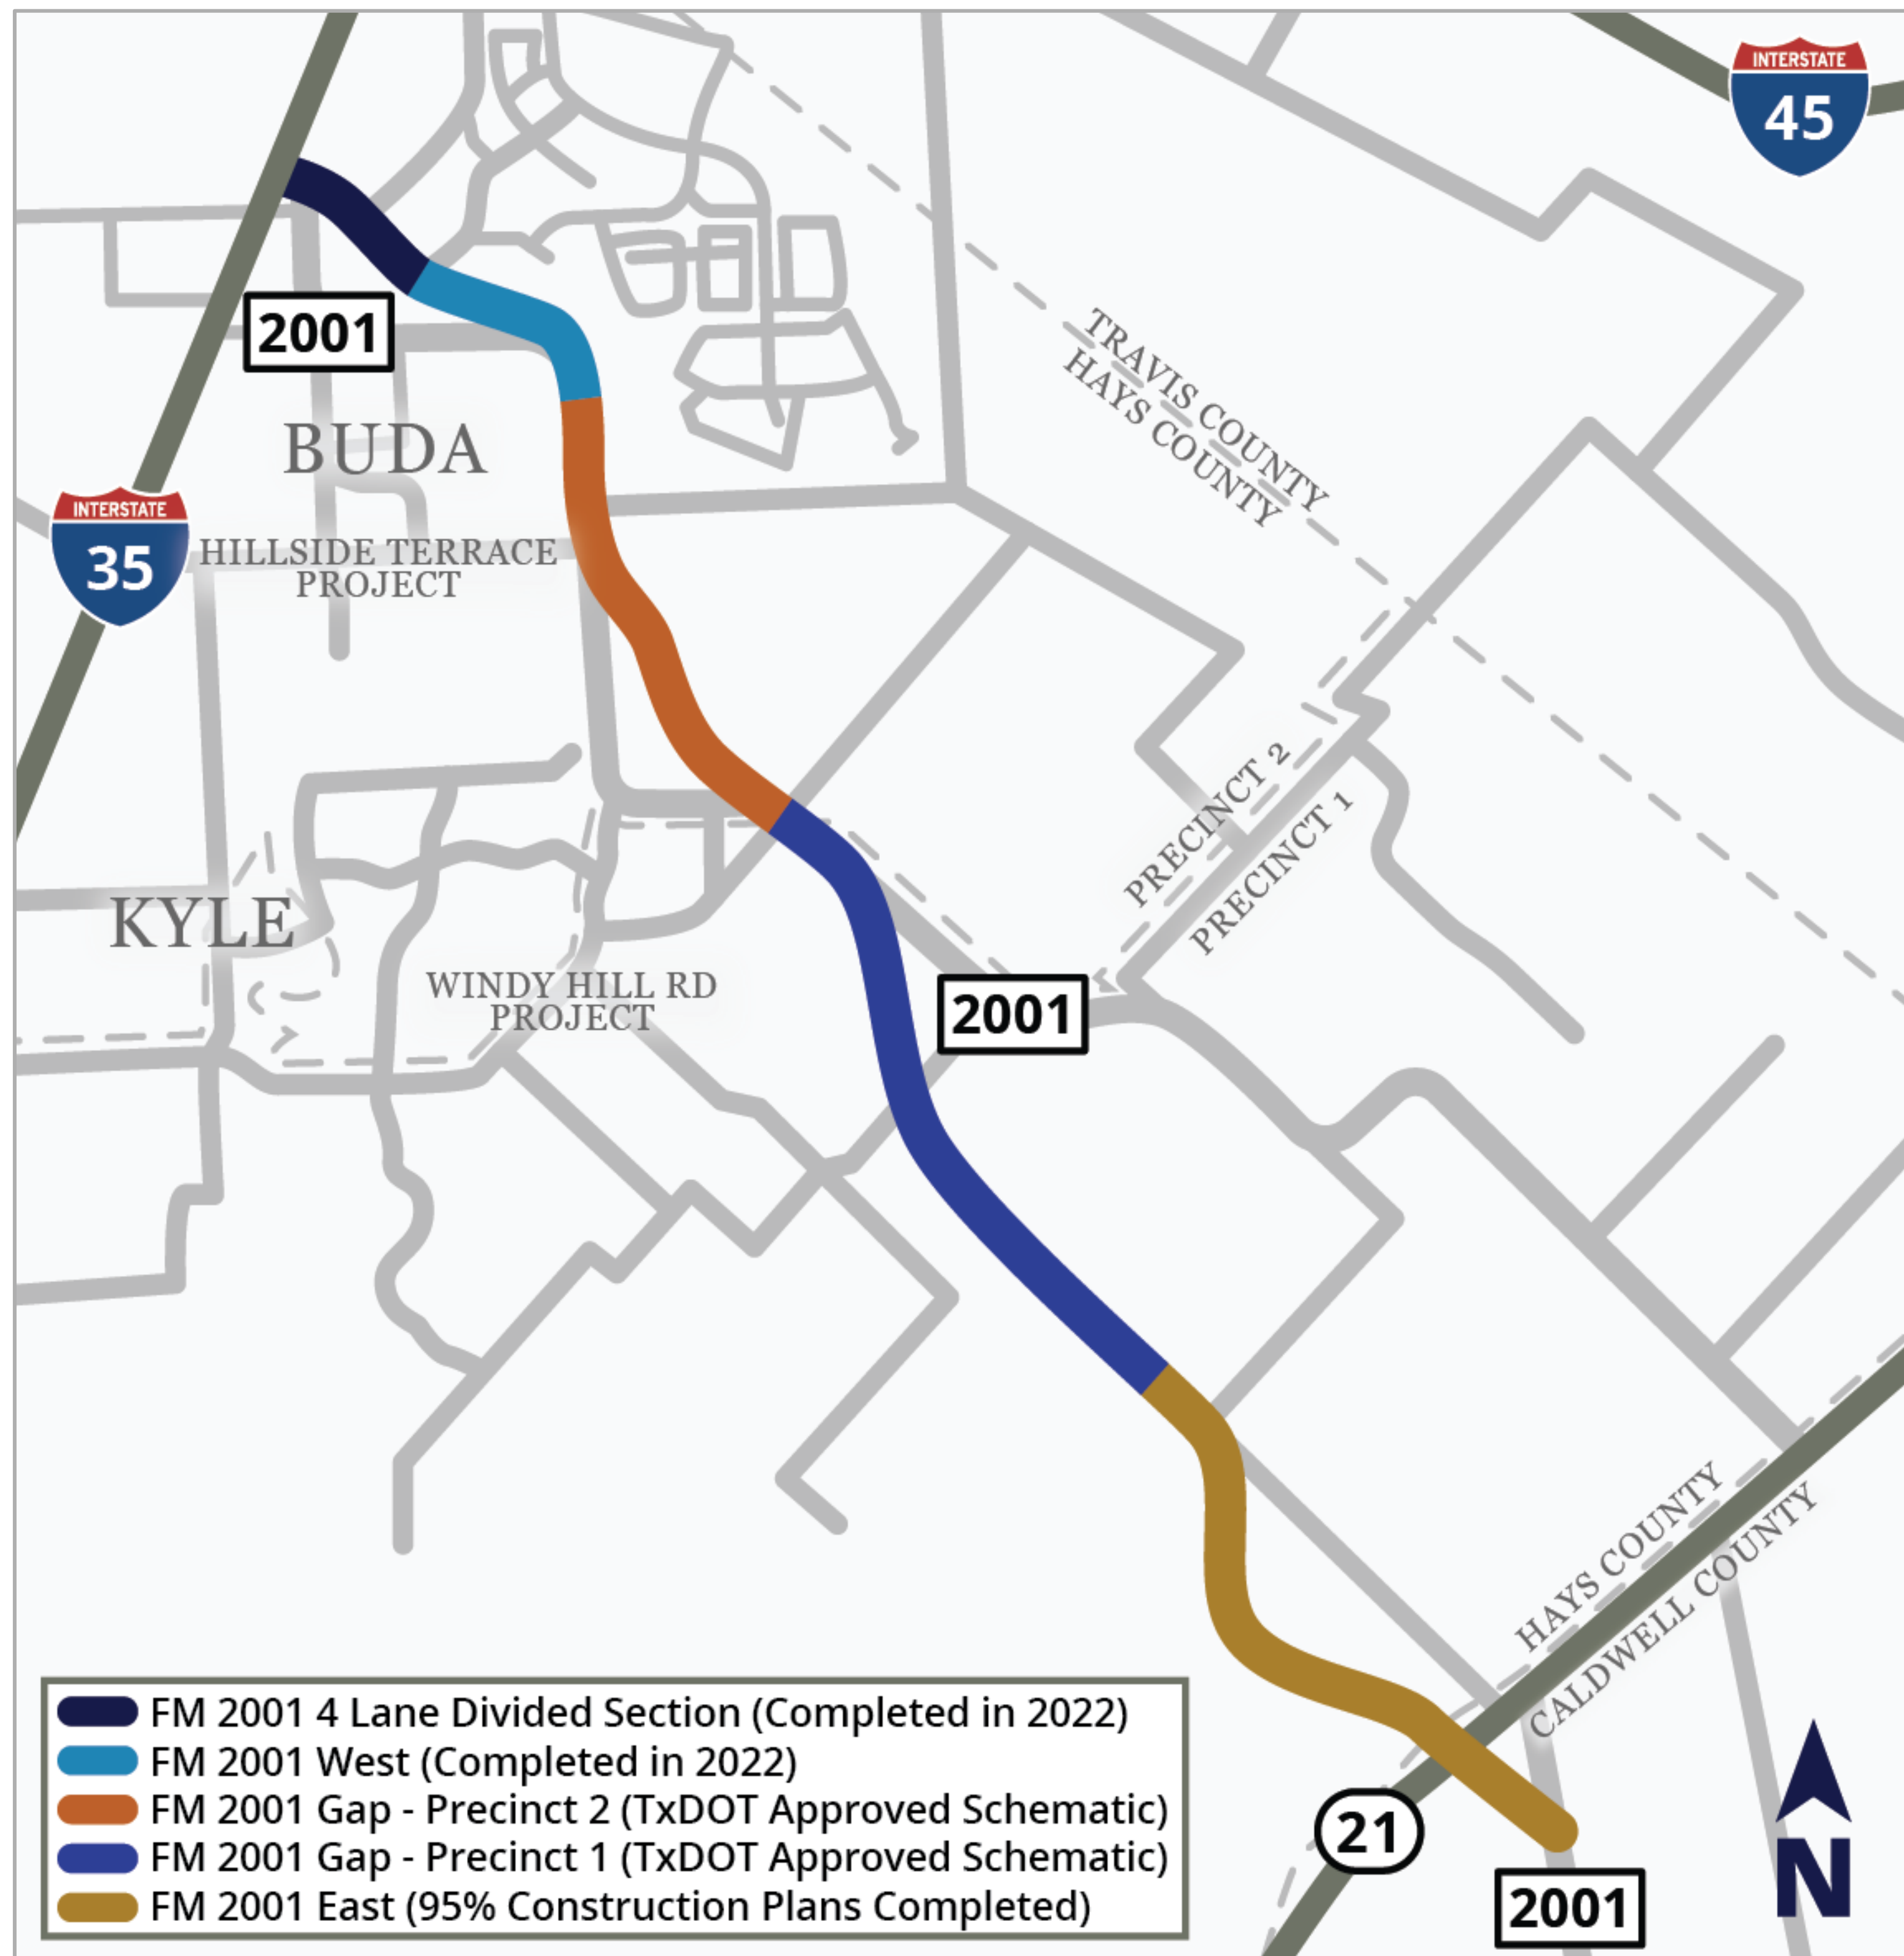 INTERSTATE
45
2001
TRAVIS COUNTY
HAYS COUNTY
BUDA
INTERSTATE
35
HILLSIDE TERRACE
PROJECT
PRECINCT 2
PRECINCT 1
KYLE
WINDY HILL RD
PROJECT
2001
HAYS COUNTY
CALDWELL COUNTY
FM 2001 4 Lane Divided Section (Completed in 2022)
FM 2001 West (Completed in 2022)
FM 2001 Gap - Precinct 2 (TxDOT Approved Schematic)
FM 2001 Gap - Precinct 1 (TxDOT Approved Schematic)
FM 2001 East (95% Construction Plans Completed)
21
2001
N